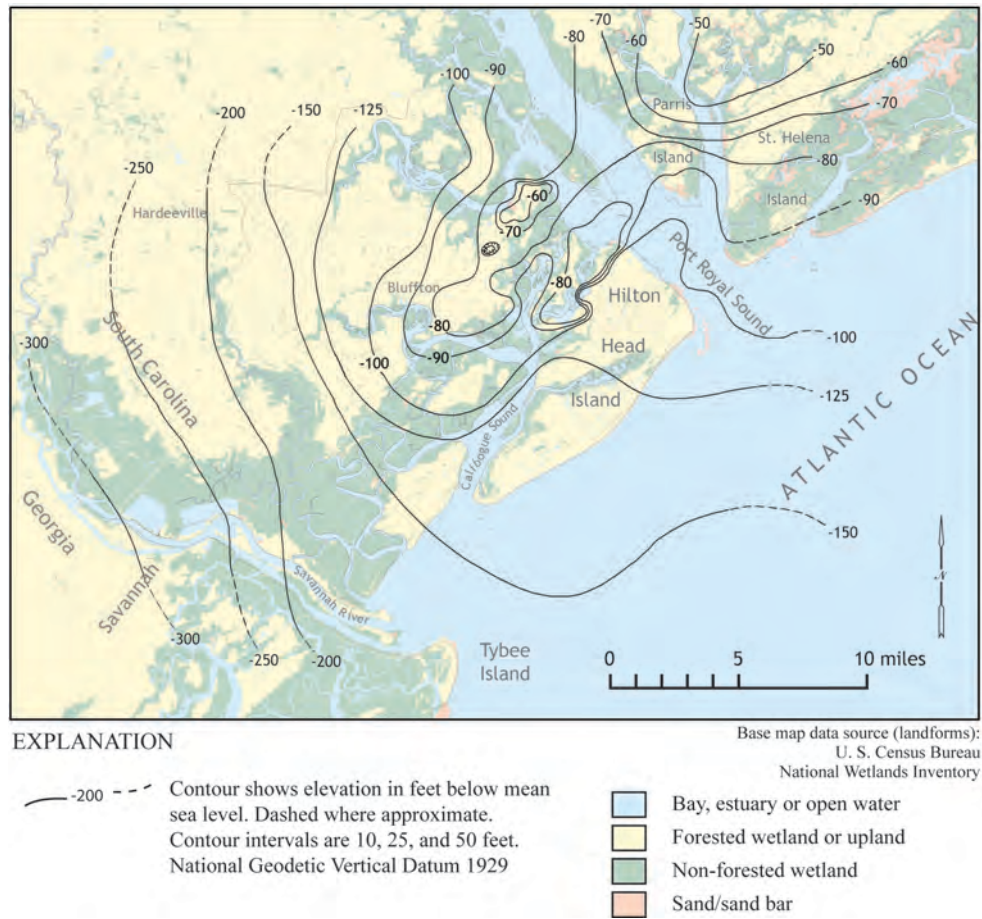 -70
-60
-50
-50
-80
-60
-100
-90
-70
-200
-150
-125
Parris
St. Helena
-80
Island
-250
-60
Island
-90
Hardeeville
-70
Port Royal Sound
Bluffton
-80
Hilton
-80
-100
-90
Head
-300
South Carolina
-100
Island
-125
Calibogue Sound
ATLANTIC OCEAN
Georgia
-150
Savannah
Savannah River
N
-300
-250
-200
Tybee
Island
0 5 10 miles
EXPLANATION
Base map data source (landforms):
U. S. Census Bureau
National Wetlands Inventory
-200
Contour shows elevation in feet below mean
sea level. Dashed where approximate.
Contour intervals are 10, 25, and 50 feet.
National Geodetic Vertical Datum 1929
Bay, estuary or open water
Forested wetland or upland
Non-forested wetland
Sand/sand bar